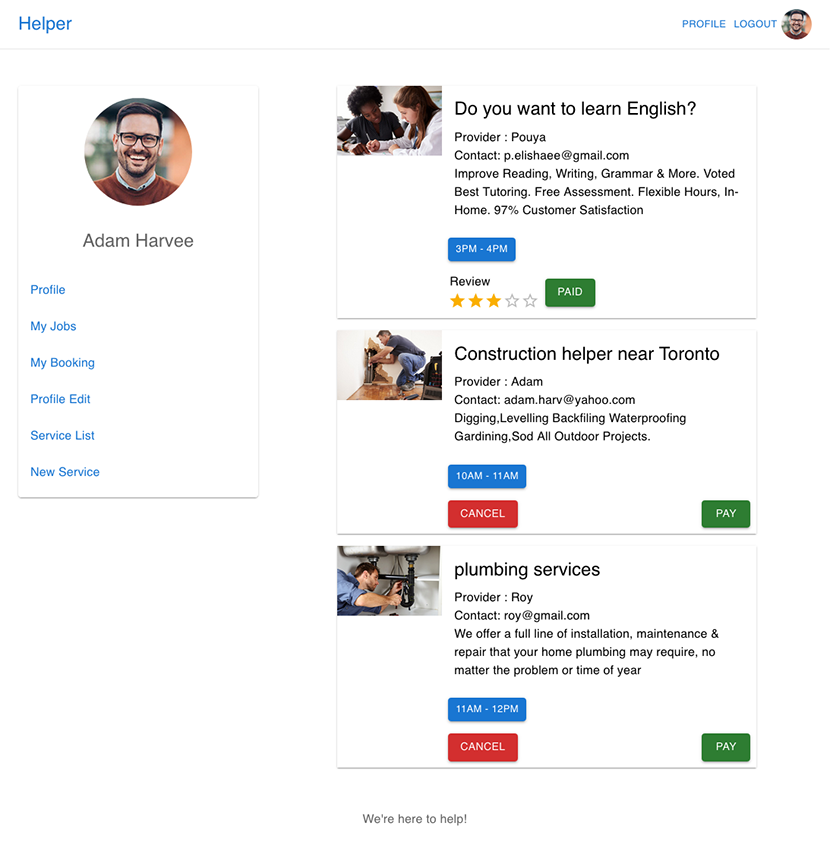 Helper
PROFILE LOGOUT
Adam Harvee
Profile
My Jobs
My Booking
Profile Edit
Service List
New Service
Do you want to learn English?
Provider : Pouya
Contact: p.elishaee@gmail.com
Improve Reading, Writing, Grammar & More. Voted
Best Tutoring. Free Assessment. Flexible Hours, In-
Home. 97% Customer Satisfaction
3PM - 4PM
Review
PAID
Construction helper near Toronto
Provider : Adam
Contact: adam.harv@yahoo.com
Digging,Levelling Backfiling Waterproofing
Gardining,Sod All Outdoor Projects.
10AM - 11AM
CANCEL PAY
plumbing services
Provider : Roy
Contact: roy@gmail.com
We offer a full line of installation, maintenance &
repair that your home plumbing may require, no
matter the problem or time of year
11AM - 12PM
CANCEL PAY
We're here to help!